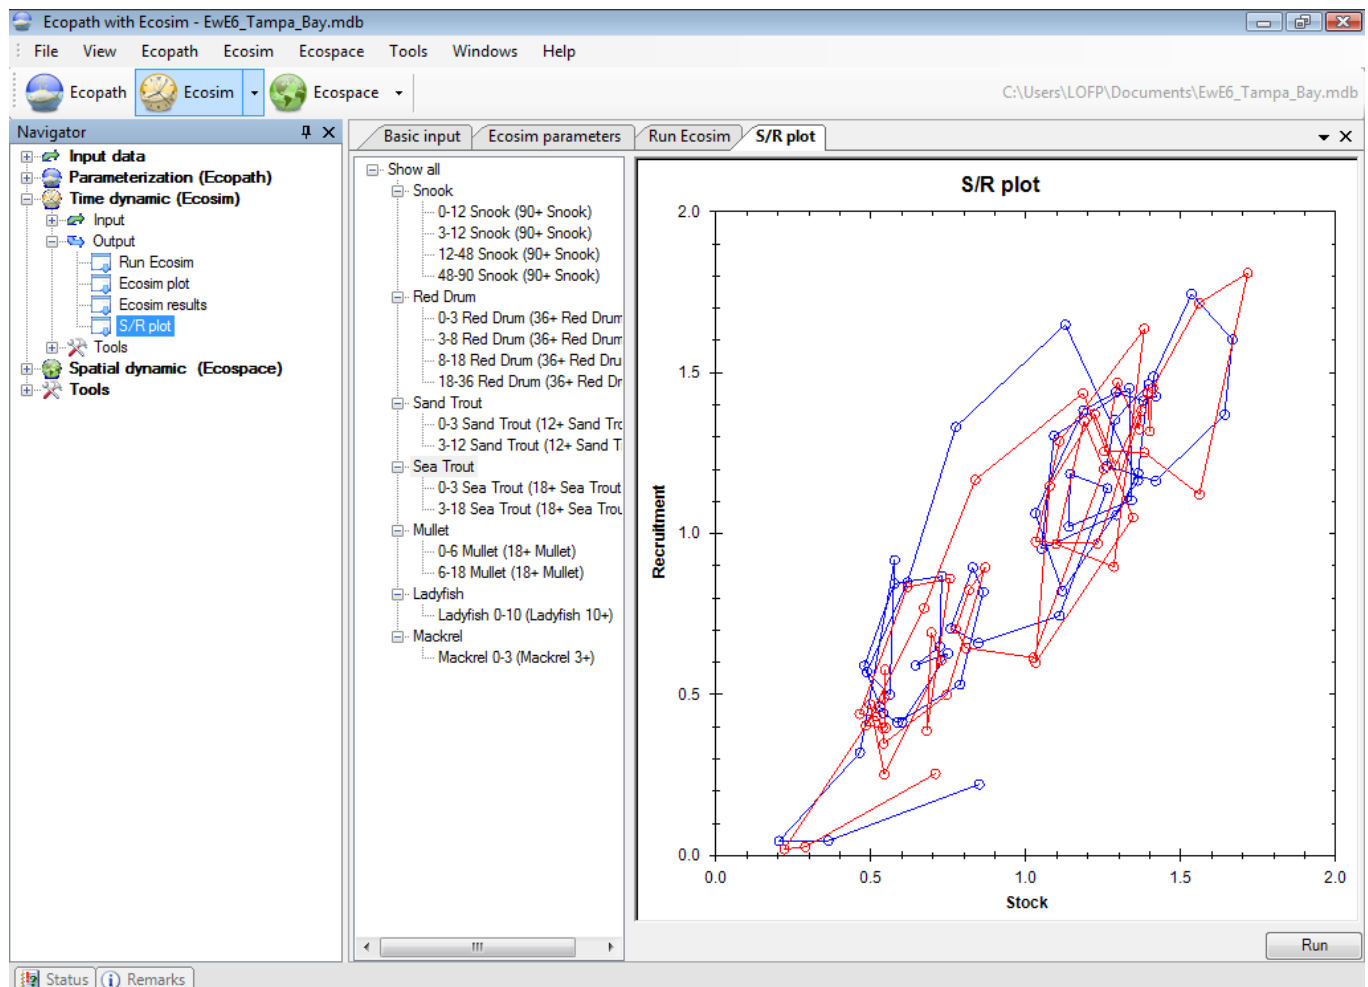 Ecopath with Ecosim - EwE6_Tampa_Bay.mdb
File View Ecopath Ecosim Ecospace Tools Windows Help
Ecopath Ecosim Ecospace C:\Users\LOFP\Documents\EwE6_Tampa_Bay.mdb
Navigator
Input data
Parameterization (Ecopath)
Time dynamic (Ecosim)
Input
Output
Run Ecosim
Ecosim plot
Ecosim results
S/R plot
Tools
Spatial dynamic (Ecospace)
Tools
Basic input Ecosim parameters Run Ecosim S/R plot
Show all
Snook
0-12 Snook (90+ Snook)
3-12 Snook (90+ Snook)
12-48 Snook (90+ Snook)
48-90 Snook (90+ Snook)
Red Drum
0-3 Red Drum (36+ Red Drum
3-8 Red Drum (36+ Red Drum
8-18 Red Drum (36+ Red Dru
18-36 Red Drum (36+ Red Dr
Sand Trout
0-3 Sand Trout (12+ Sand Tro
3-12 Sand Trout (12+ Sand T
Sea Trout
0-3 Sea Trout (18+ Sea Trout
3-18 Sea Trout (18+ Sea Trou
Mullet
0-6 Mullet (18+ Mullet)
6-18 Mullet (18+ Mullet)
Ladyfish
Ladyfish 0-10 (Ladyfish 10+)
Mackrel
Mackrel 0-3 (Mackrel 3+)
S/R plot
2.0
1.5
1.0
0.5
0.0
Recruitment
0.0 0.5 1.0 1.5 2.0
Stock
Run
Status Remarks